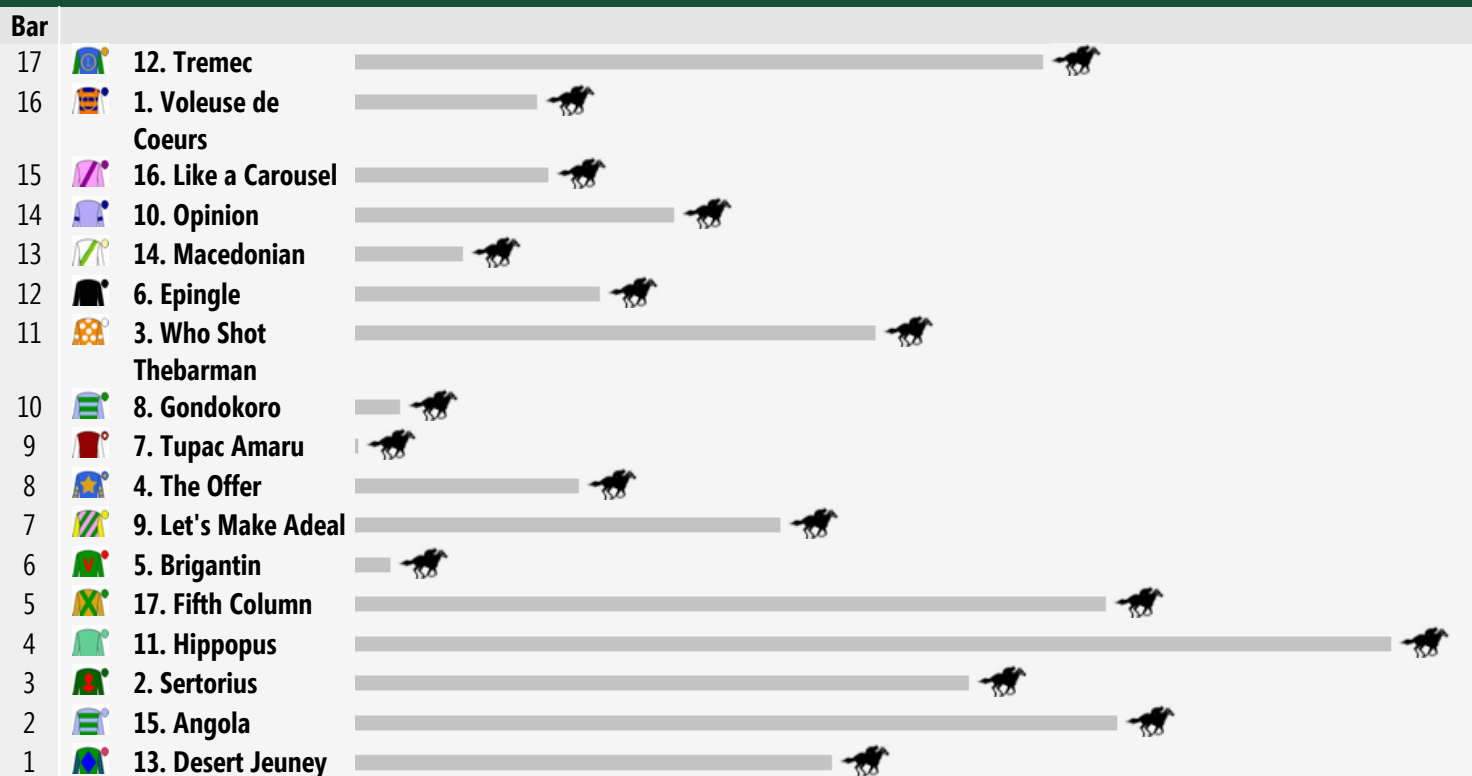 Bar
17 12. Tremec
16 1. Voleuse de
Coeurs
15 16. Like a Carousel
14 10. Opinion
13 14. Macedonian
12 6. Epingle
11 3. Who Shot
Thebarman
10 8. Gondokoro
9 7. Tupac Amaru
8 4. The Offer
7 9. Let's Make Adeal
6 5. Brigantin
5 17. Fifth Column
4 11. Hippopus
3 2. Sertorius
2 15. Angola
1 13. Desert Jeuney